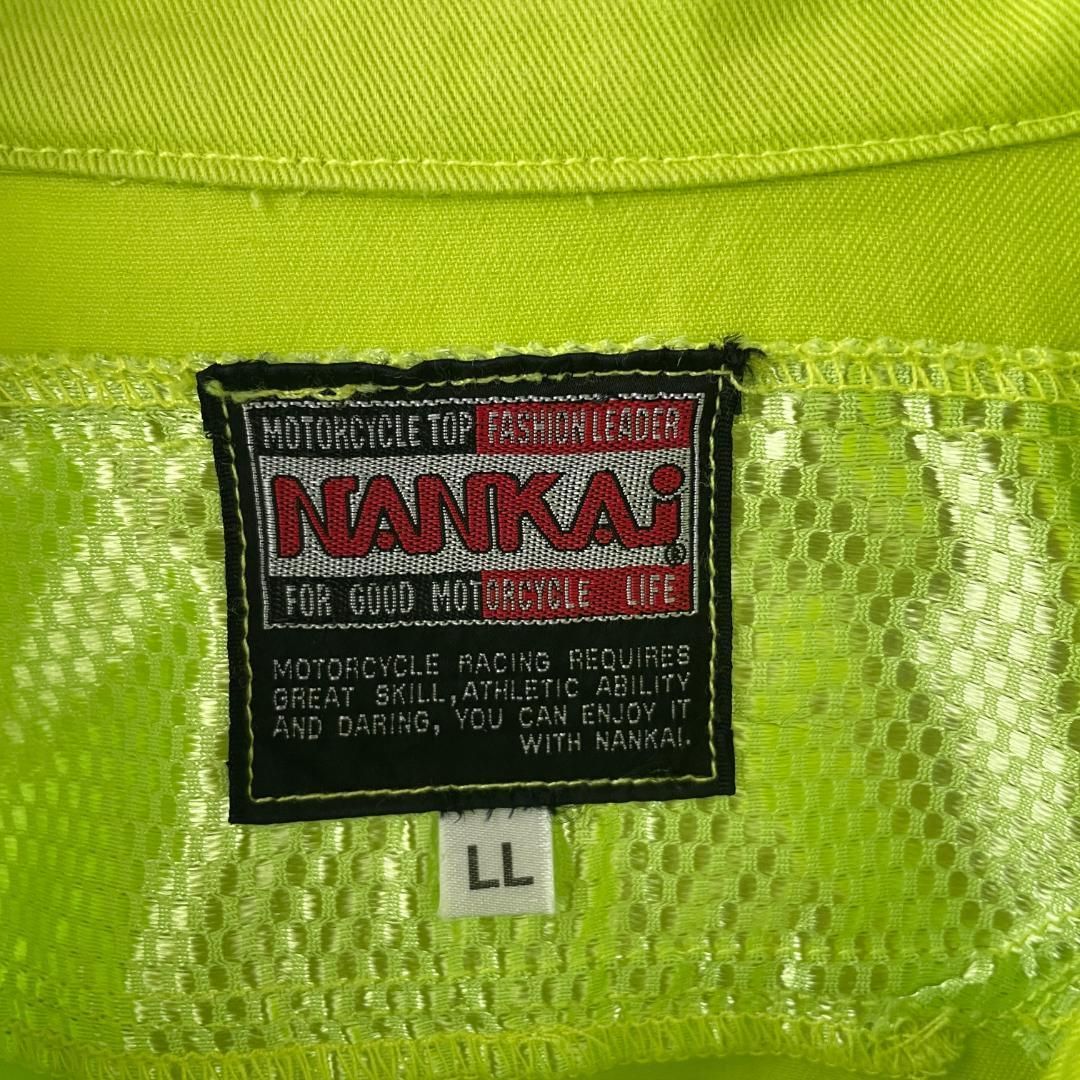 MOTORCYCLE TOP FASHION LEADER
NANKAi
®
FOR GOOD MOTORCYCLE LIFE
MOTORCYCLE RACING REQUIRES
GREAT SKILL, ATHLETIC ABILITY
AND DARING, YOU CAN ENJOY IT
WITH NANKAI.
LL